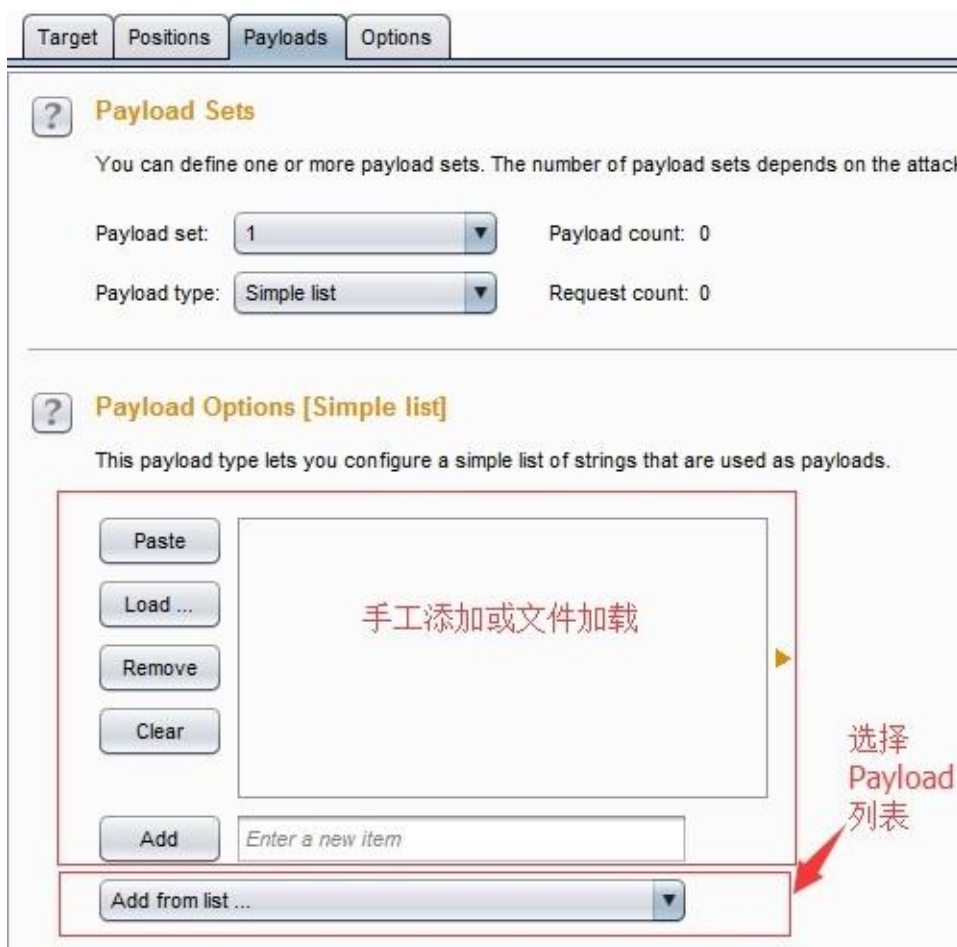 Target Positions Payloads Options
? Payload Sets
You can define one or more payload sets. The number of payload sets depends on the attack
Payload set: 1 Payload count: 0
Payload type: Simple list Request count: 0
? Payload Options [Simple list]
This payload type lets you configure a simple list of strings that are used as payloads.
Paste
Load ...
手工添加或文件加载
Remove
Clear
选择
Payload
列表
Add Enter a new item
Add from list ...